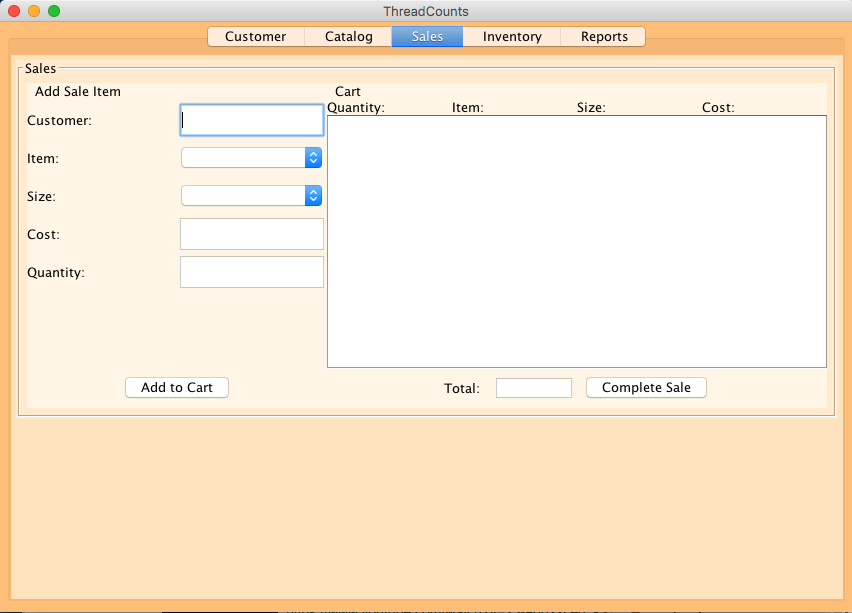 ThreadCounts
Customer Catalog Sales Inventory Reports
Sales
Add Sale Item
Cart
Quantity: Item: Size: Cost:
Customer:
Item:
Size:
Cost:
Quantity:
Add to Cart
Total:
Complete Sale